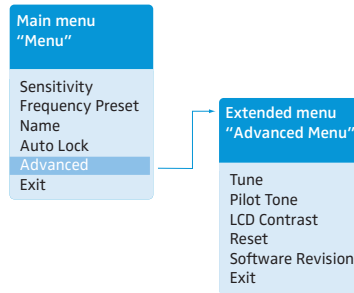 Main menu
“Menu”
Sensitivity
Frequency Preset
Name
Auto Lock
Advanced
Exit
Extended menu
“Advanced Menu”
Tune
Pilot Tone
LCD Contrast
Reset
Software Revision
Exit